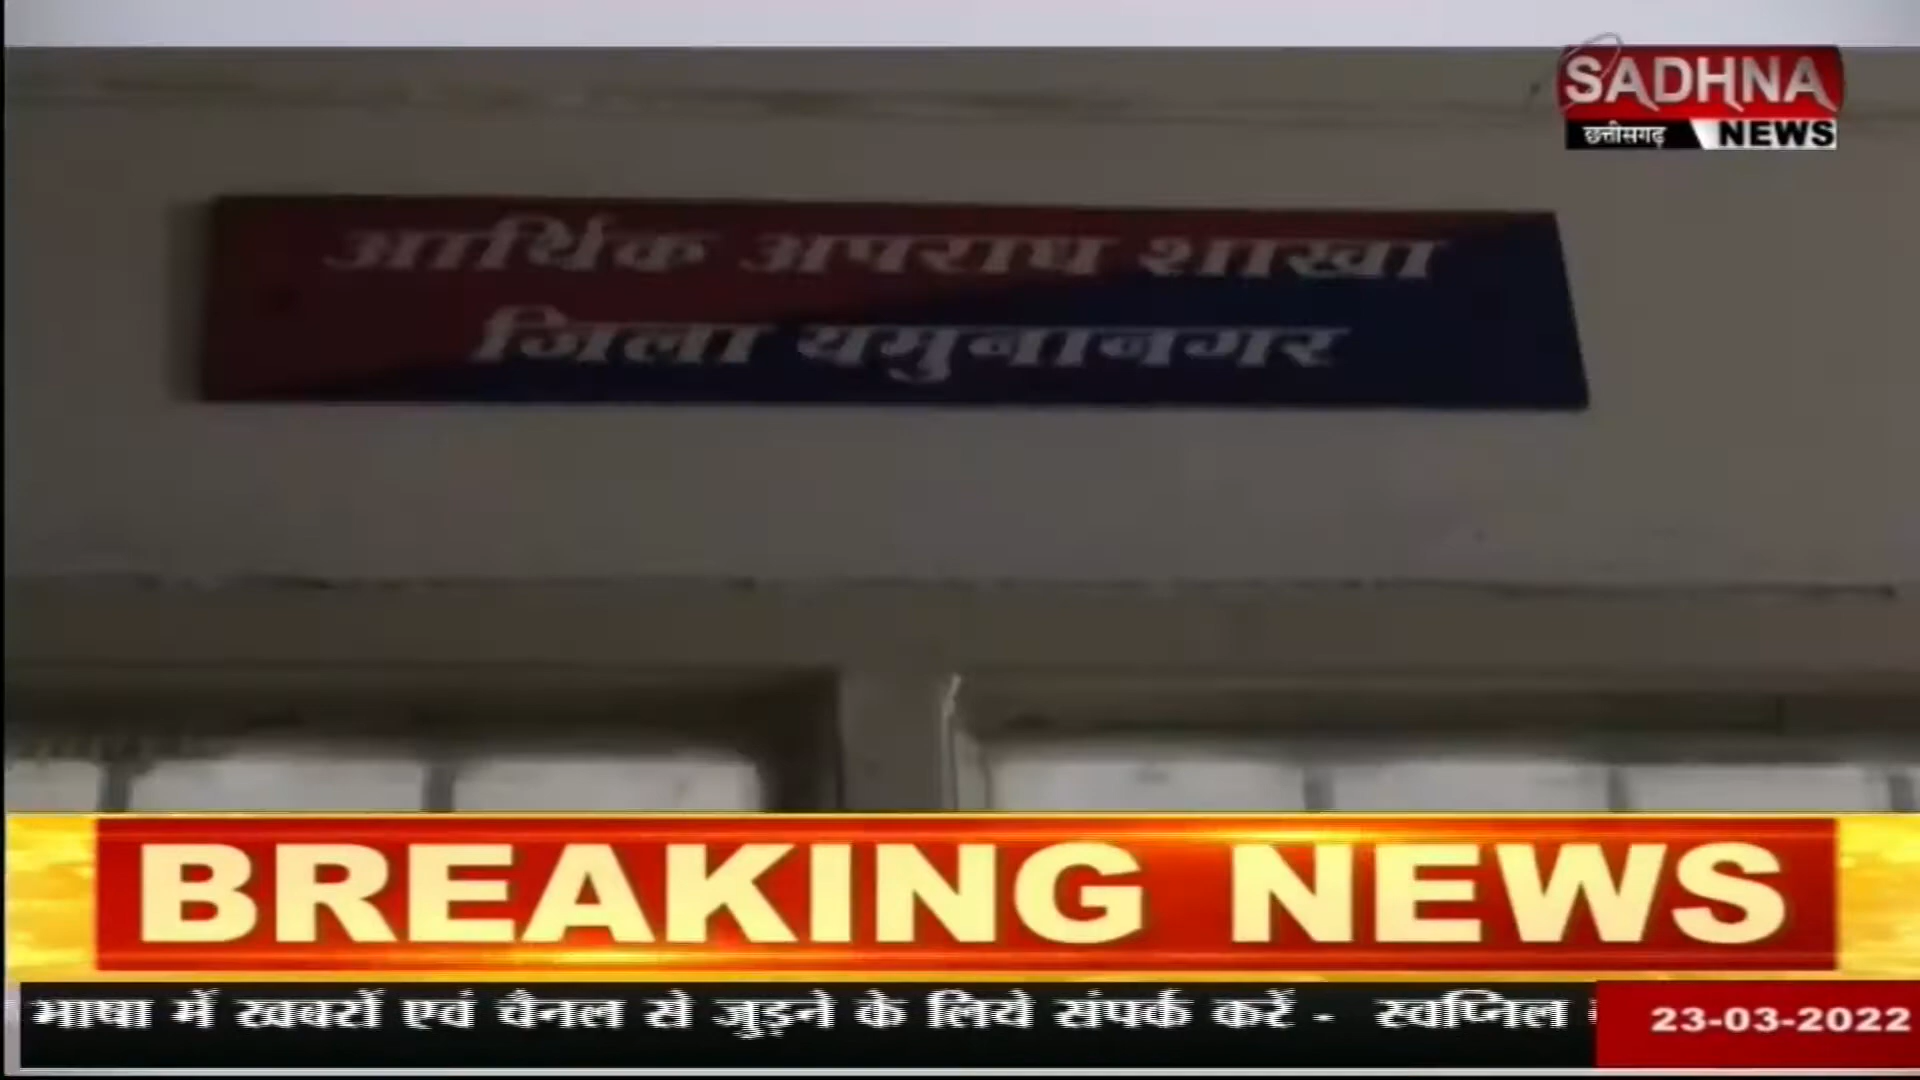 SADHNA
छत्तीसगढ़ NEWS
आर्थिक अपराध शाखा
जिला यमुनानगर
BREAKING NEWS
भाषा में खबरों एवं चैनल से जुड़ने के लिये संपर्क करें - स्वप्निल
23-03-2022